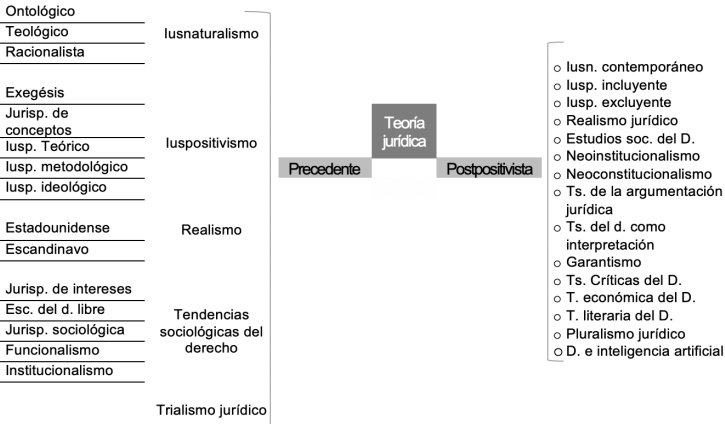 Ontológico
Teológico
Racionalista
Iusnaturalismo
Exegésis
Jurisp. de
conceptos
Iusp. Teórico
Iusp. metodológico
Iusp. ideológico
Iuspositivismo
Estadounidense
Escandinavo
Realismo
Jurisp. de intereses
Esc. del d. libre
Jurisp. sociológica
Funcionalismo
Institucionalismo
Tendencias
sociológicas del
derecho
Trialismo jurídico
Precedente
Teoría
jurídica
Postpositivista
o Iusn. contemporáneo
o Iusp. incluyente
o Iusp. excluyente
o Realismo jurídico
o Estudios soc. del D.
o Neoinstitucionalismo
o Neoconstitucionalismo
o Ts. de la argumentación
jurídica
o Ts. del d. como
interpretación
o Garantismo
o Ts. Críticas del D.
o T. económica del D.
o T. literaria del D.
o Pluralismo jurídico
o D. e inteligencia artificial